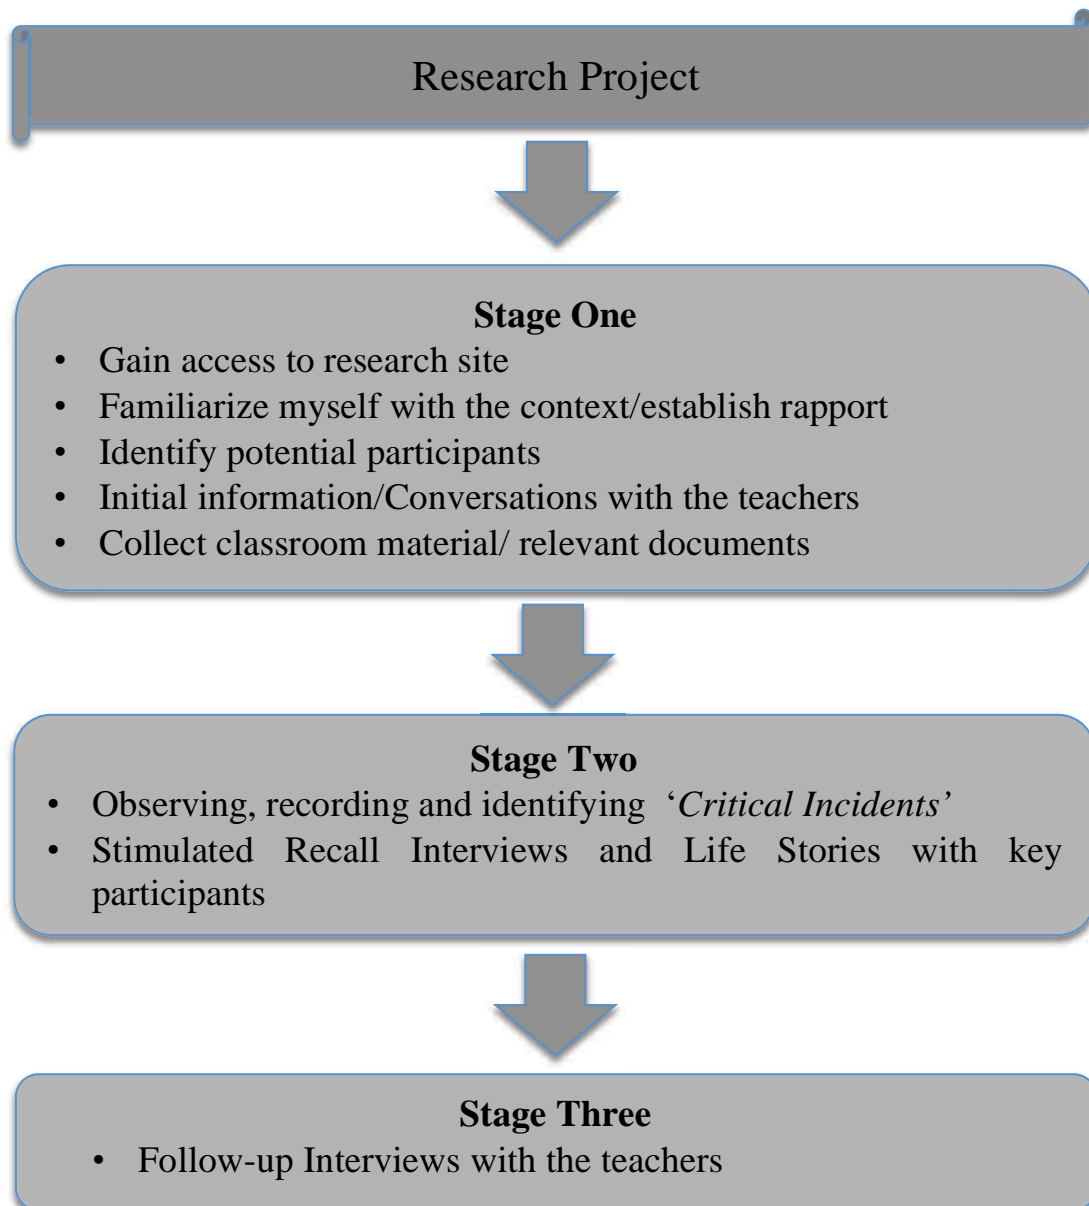 Research Project
Stage One
• Gain access to research site
• Familiarize myself with the context/establish rapport
• Identify potential participants
• Initial information/Conversations with the teachers
• Collect classroom material/ relevant documents
Stage Two
• Observing, recording and identifying ‘Critical Incidents’
• Stimulated Recall Interviews and Life Stories with key
participants
Stage Three
• Follow-up Interviews with the teachers